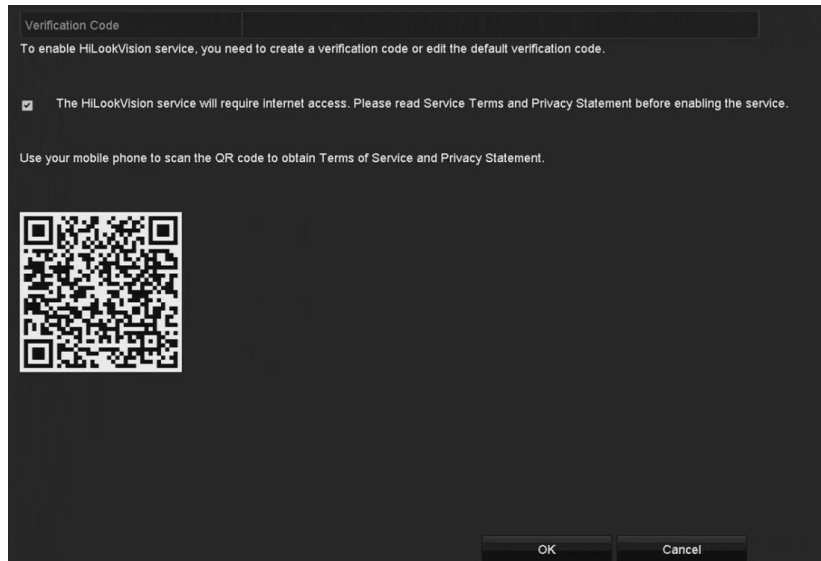 Verification Code
To enable HiLookVision service, you need to create a verification code or edit the default verification code.
The HiLookVision service will require internet access. Please read Service Terms and Privacy Statement before enabling the service.
Use your mobile phone to scan the QR code to obtain Terms of Service and Privacy Statement.
OK
Cancel